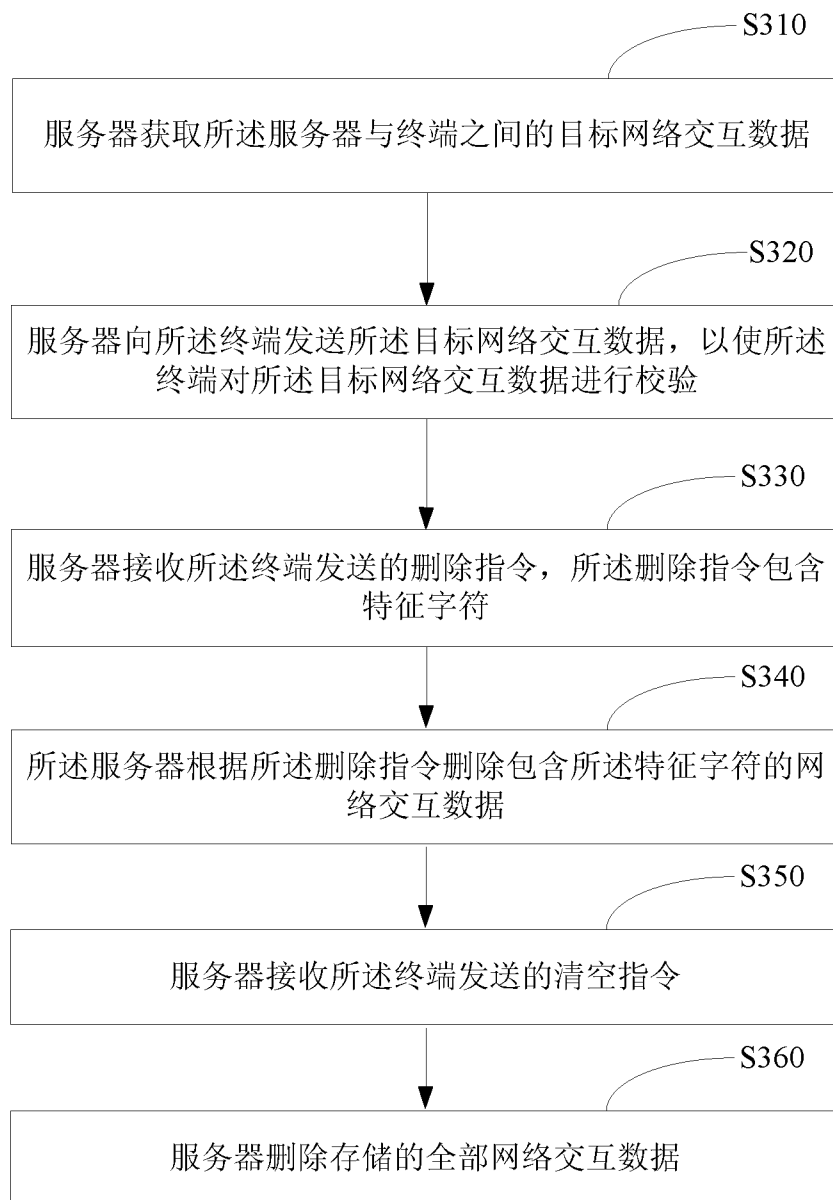 S310
服务器获取所述服务器与终端之间的目标网络交互数据
S320
服务器向所述终端发送所述目标网络交互数据，以使所述
终端对所述目标网络交互数据进行校验
S330
服务器接收所述终端发送的删除指令，所述删除指令包含
特征字符
S340
所述服务器根据所述删除指令删除包含所述特征字符的网
络交互数据
S350
服务器接收所述终端发送的清空指令
S360
服务器删除存储的全部网络交互数据